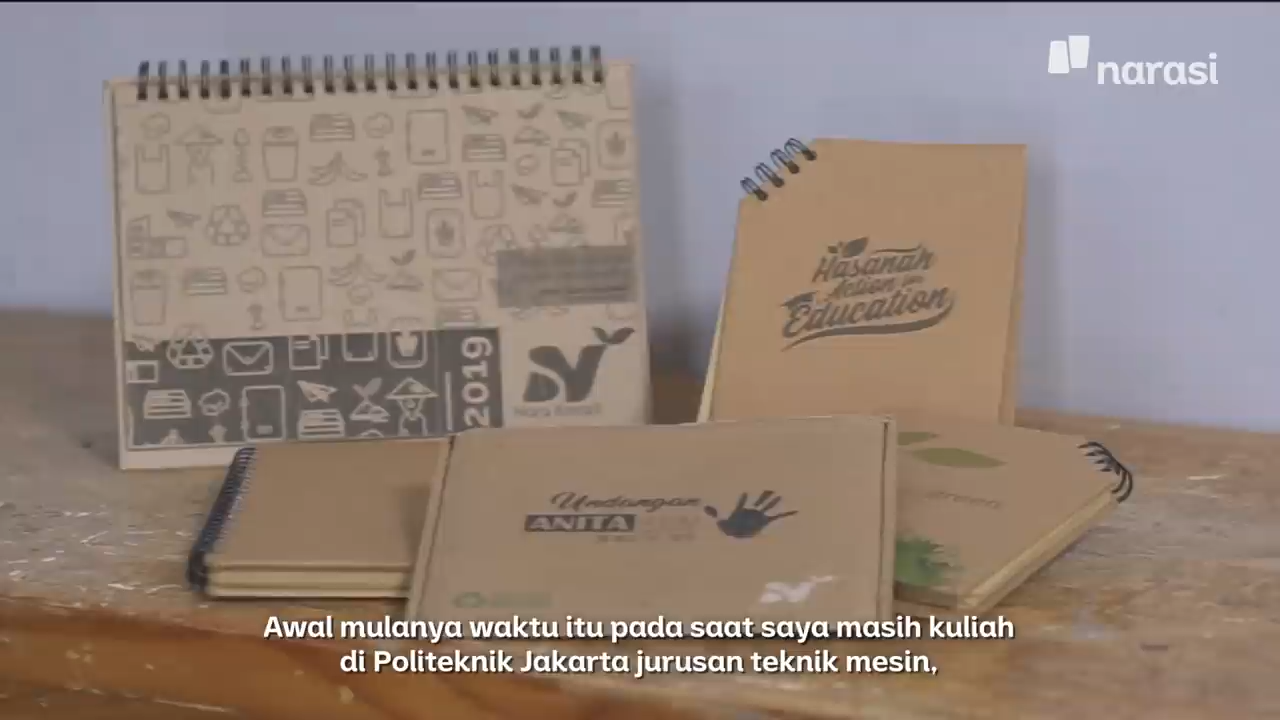 narasi
Hasanah
Action for
Education
2019
Undangan
ANITA
Awal mulanya waktu itu pada saat saya masih kuliah
di Politeknik Jakarta jurusan teknik mesin,